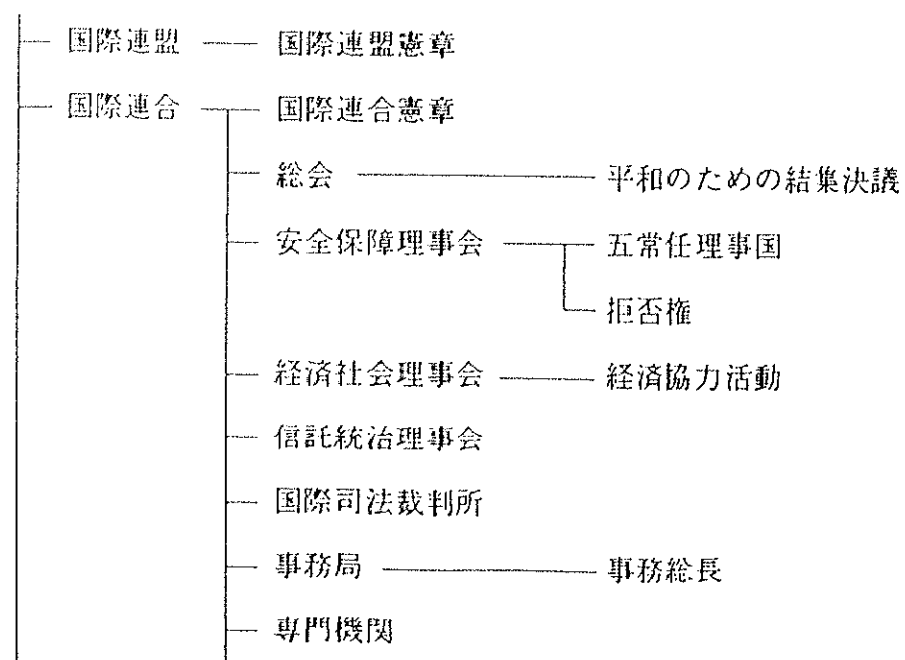 国際連盟 国際連盟憲章
国際連合 国際連合憲章
総会 平和のための結集決議
安全保障理事会 五常任理事国
拒否権
経済社会理事会 経済協力活動
信託統治理事会
国際司法裁判所
事務局 事務総長
専門機関